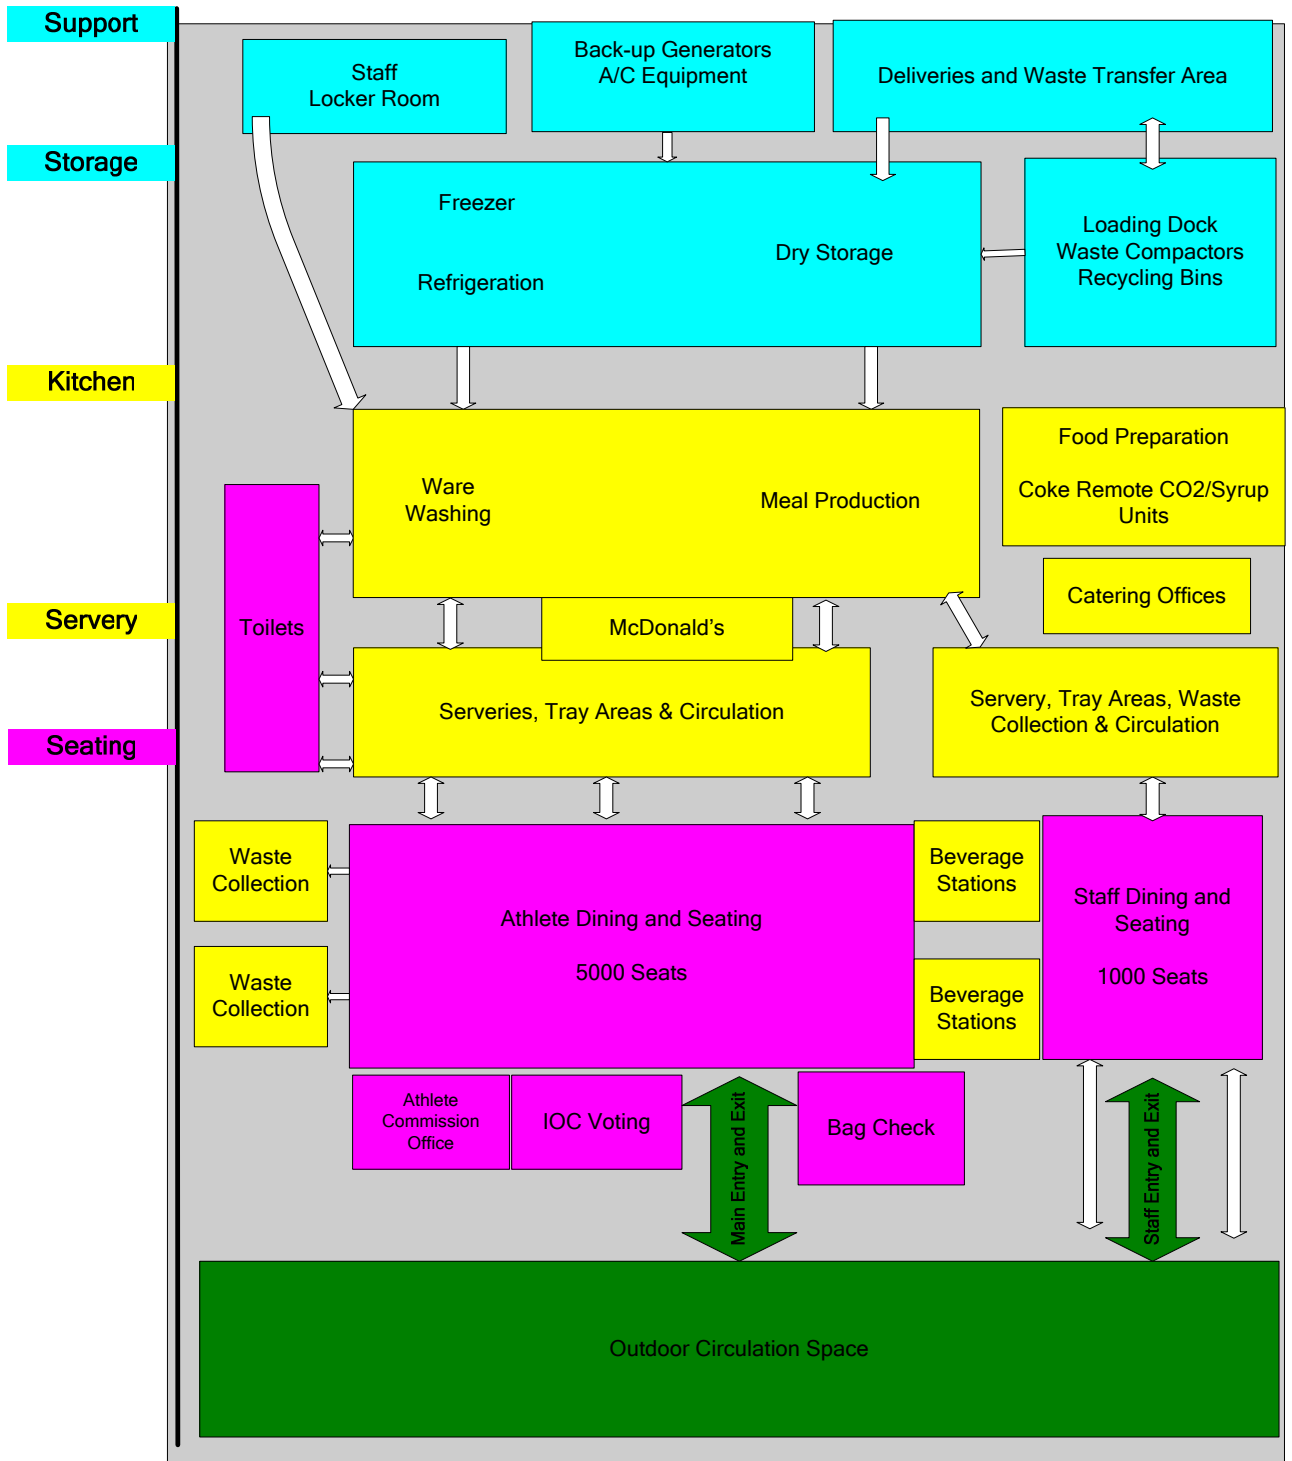 Support
Staff
Locker Room
Back-up Generators
A/C Equipment
Deliveries and Waste Transfer Area
Storage
Freezer
Refrigeration
Dry Storage
Loading Dock
Waste Compactors
Recycling Bins
Kitchen
Ware
Washing
Meal Production
Food Preparation
Coke Remote CO2/Syrup
Units
Catering Offices
Servery
Toilets
McDonald's
Serveries, Tray Areas & Circulation
Servery, Tray Areas, Waste
Collection & Circulation
Seating
Waste
Collection
Waste
Collection
Athlete Dining and Seating
5000 Seats
Beverage
Stations
Beverage
Stations
Staff Dining and
Seating
1000 Seats
Athlete
Commission
Office
IOC Voting
Main Entry and Exit
Bag Check
Staff Entry and Exit
Outdoor Circulation Space